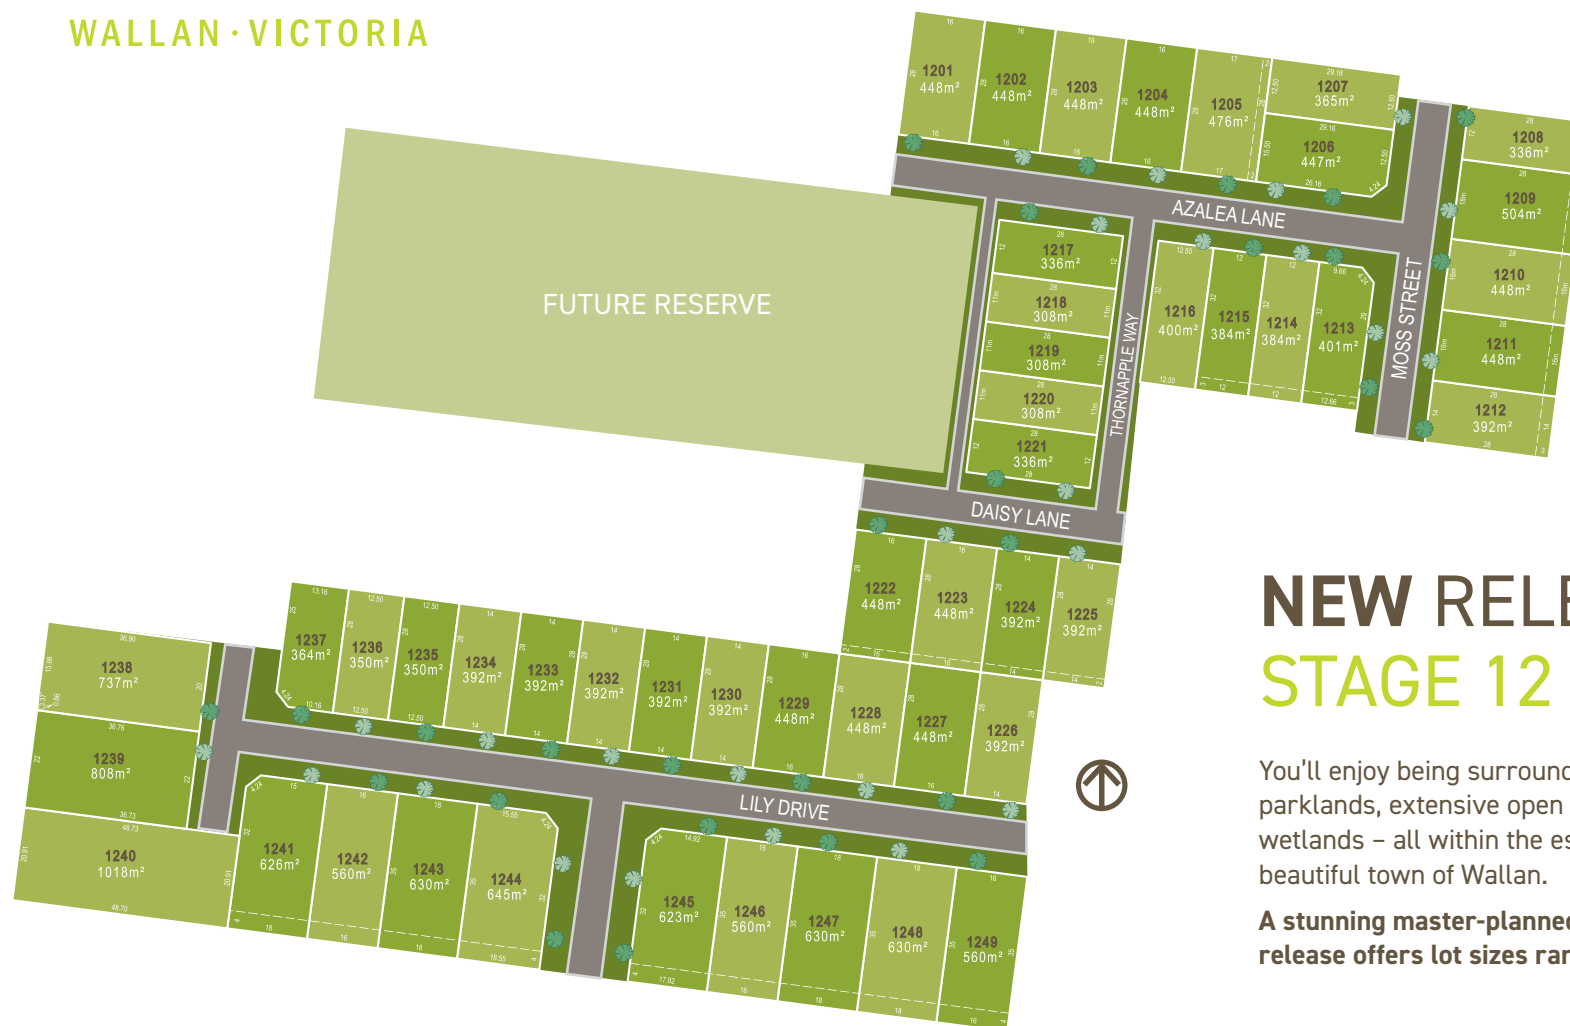 WALLAN · VICTORIA
1201
448m²
1202
448m²
1203
448m²
1204
448m²
1205
476m²
1207
365m²
1206
447m²
1208
336m²
1209
504m²
1210
448m²
1211
448m²
1212
392m²
AZALEA LANE
MOSS STREET
THORNAPPLE WAY
FUTURE RESERVE
1217
336m²
1218
308m²
1219
308m²
1220
308m²
1221
336m²
1216
400m²
1215
384m²
1214
384m²
1213
401m²
DAISY LANE
1222
448m²
1223
448m²
1224
392m²
1225
392m²
1237
364m²
1236
350m²
1235
350m²
1234
392m²
1233
392m²
1232
392m²
1231
392m²
1230
392m²
1229
448m²
1228
448m²
1227
448m²
1226
392m²
1238
737m²
1239
808m²
1240
1018m²
LILY DRIVE
1241
626m²
1242
560m²
1243
630m²
1244
645m²
1245
623m²
1246
560m²
1247
630m²
1248
630m²
1249
560m²
NEW RELE
STAGE 12
You'll enjoy being surround
parklands, extensive open
wetlands – all within the es
beautiful town of Wallan.
A stunning master-planned
release offers lot sizes ran